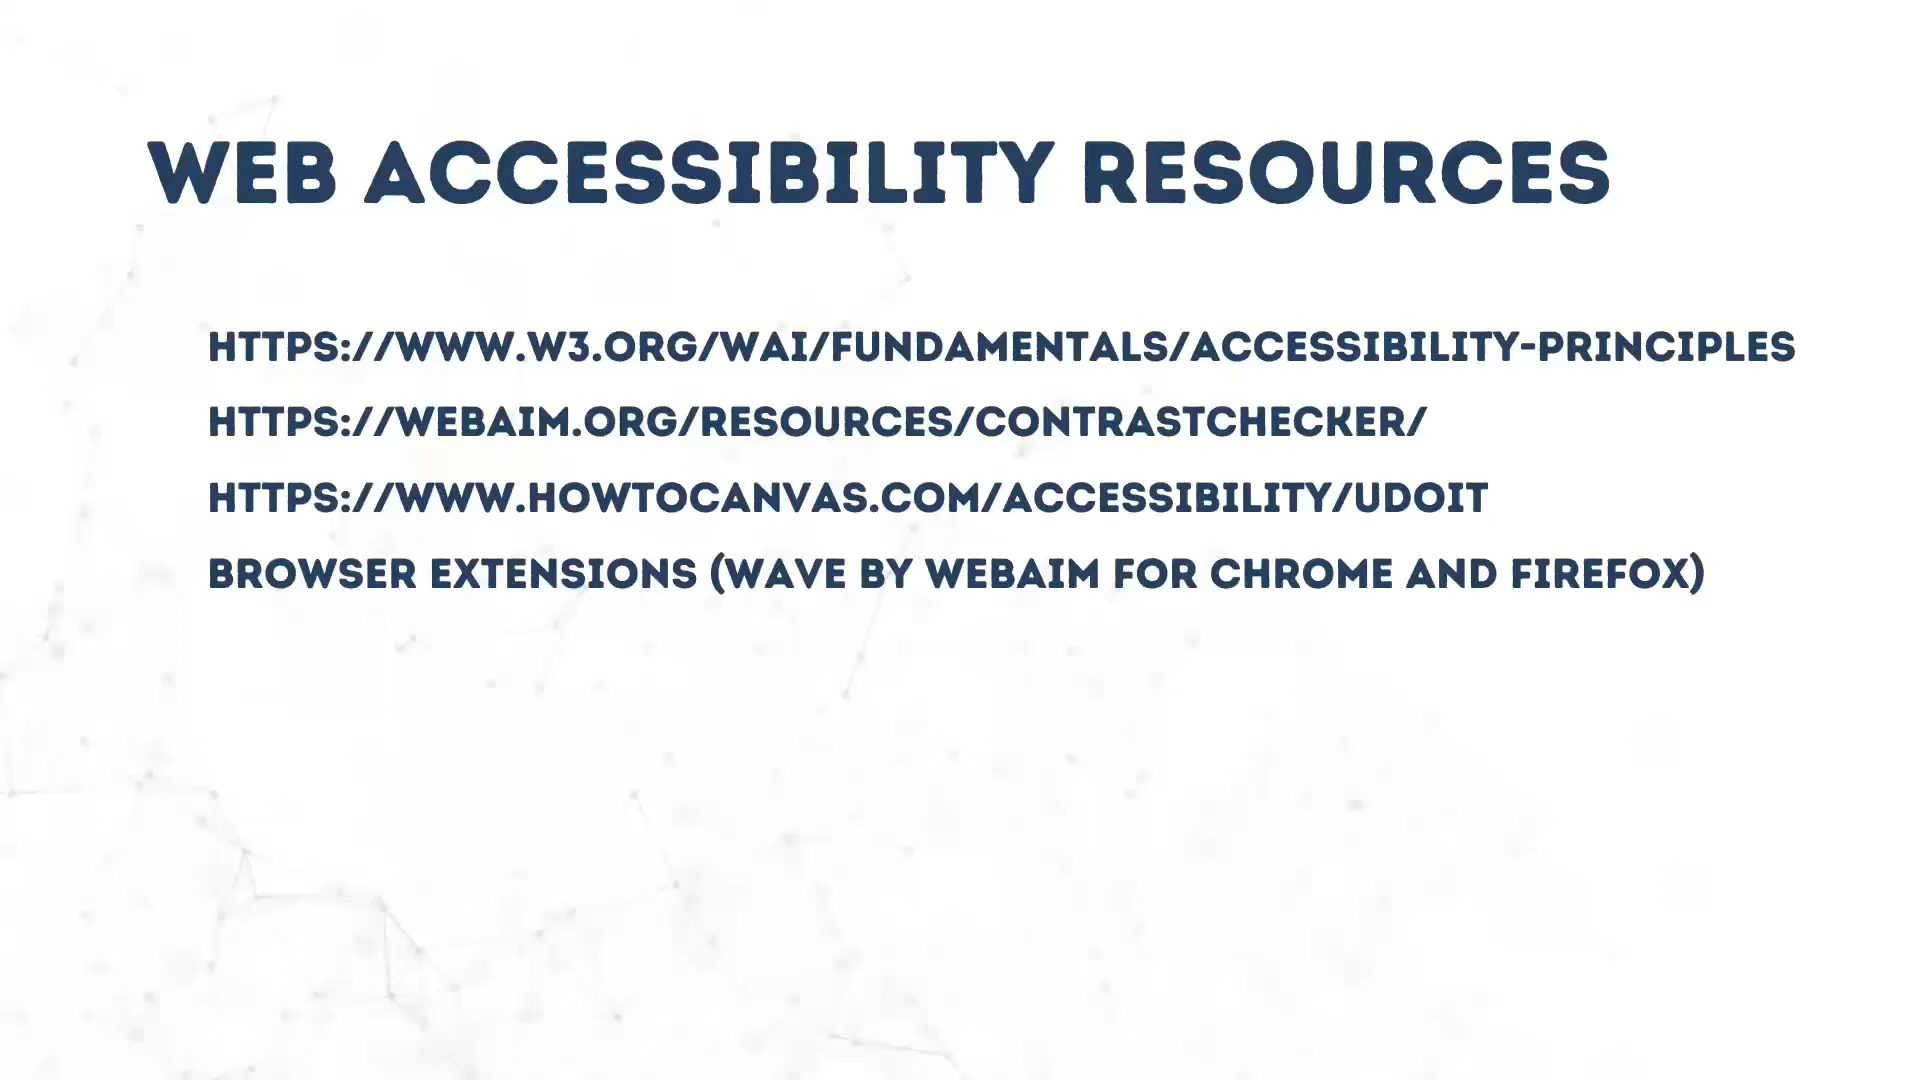 WEB ACCESSIBILITY RESOURCES
HTTPS://WWW.W3.ORG/WAI/FUNDAMENTALS/ACCESSIBILITY-PRINCIPLES
HTTPS://WEBAIM.ORG/RESOURCES/CONTRASTCHECKER/
HTTPS://WWW.HOWTOCANVAS.COM/ACCESSIBILITY/UDOIT
BROWSER EXTENSIONS (WAVE BY WEBAIM FOR CHROME AND FIREFOX)